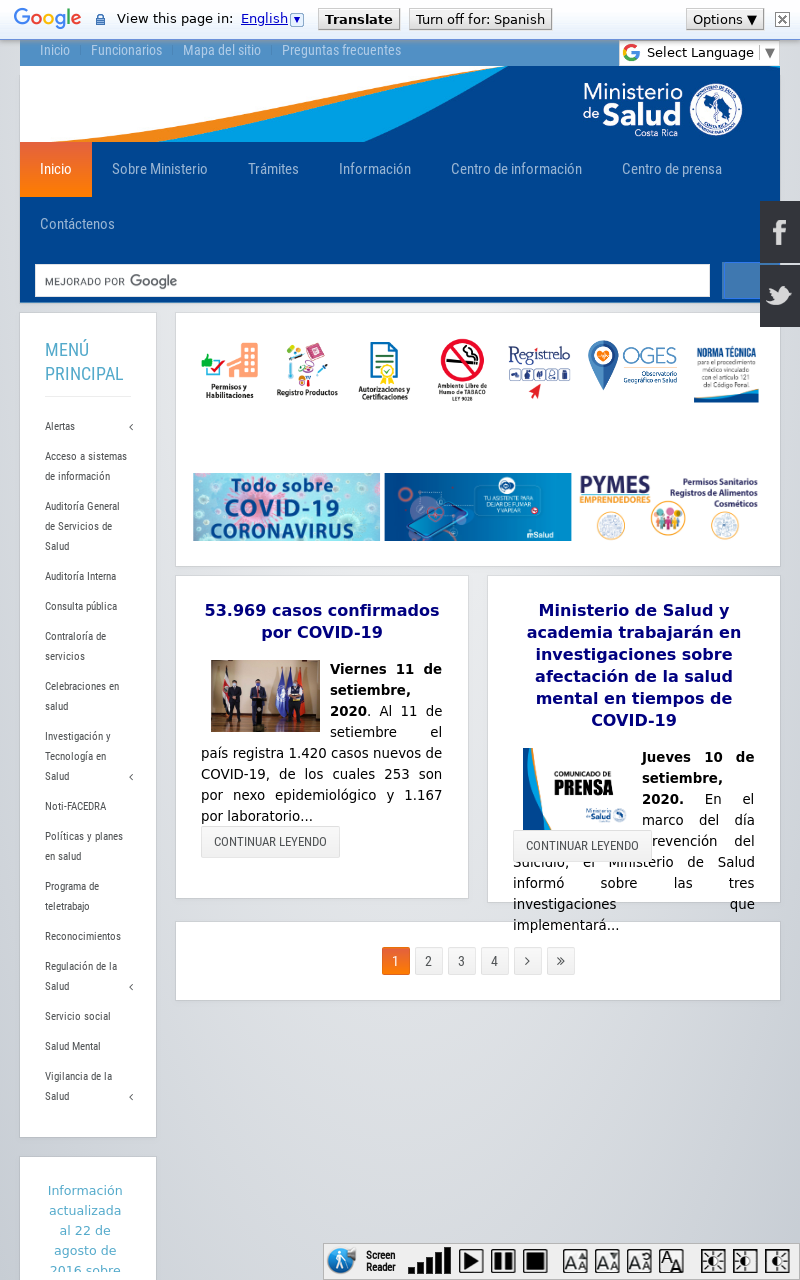 Google View this page in: English Translate Turn off for: Spanish Options ▼
Inicio Funcionarios Mapa del sitio Preguntas frecuentes
Select Language ▼
Ministerio
de Salud
Costa Rica
Inicio Sobre Ministerio Trámites Información Centro de información Centro de prensa
Contáctenos
MEJORADO POR Google
MENÚ
PRINCIPAL
Alertas
Acceso a sistemas
de información
Auditoría General
de Servicios de
Salud
Auditoría Interna
Consulta pública
Contraloría de
servicios
Celebraciones en
salud
Investigación y
Tecnología en
Salud
Noti-FACEDRA
Políticas y planes
en salud
Programa de
teletrabajo
Reconocimientos
Regulación de la
Salud
Servicio social
Salud Mental
Vigilancia de la
Salud
Información
actualizada
al 22 de
agosto de
2016 sobre
Permisos y
Habilitaciones
Registro Productos
Autorizaciones y
Certificaciones
Ambiente Libre de
Humo de TABACO
LEY 9028
Regístrelo
OGES
Observatorio
Geográfico en Salud
NORMA TÉCNICA
para el procedimiento
médico vinculado
con el artículo 121
del Código Penal.
Todo sobre
COVID-19
CORONAVIRUS
TU ASISTENTE PARA
DEJAR DE FUMAR
Y VAPEAR
mSalud
PYMES
EMPRENDEDORES
Permisos Sanitarios
Registros de Alimentos
Cosméticos
53.969 casos confirmados
por COVID-19
Viernes 11 de
setiembre,
2020. Al 11 de
setiembre el
país registra 1.420 casos nuevos de
COVID-19, de los cuales 253 son
por nexo epidemiológico y 1.167
por laboratorio...
CONTINUAR LEYENDO
Ministerio de Salud y
academia trabajarán en
investigaciones sobre
afectación de la salud
mental en tiempos de
COVID-19
COMUNICADO DE
PRENSA
Ministerio
de Salud
Jueves 10 de
setiembre,
2020. En el
marco del día
revención del
CONTINUAR LEYENDO
Suicidio, el Ministerio de Salud
informó sobre las tres
investigaciones que
implementará...
1 2 3 4 › »
Screen
Reader